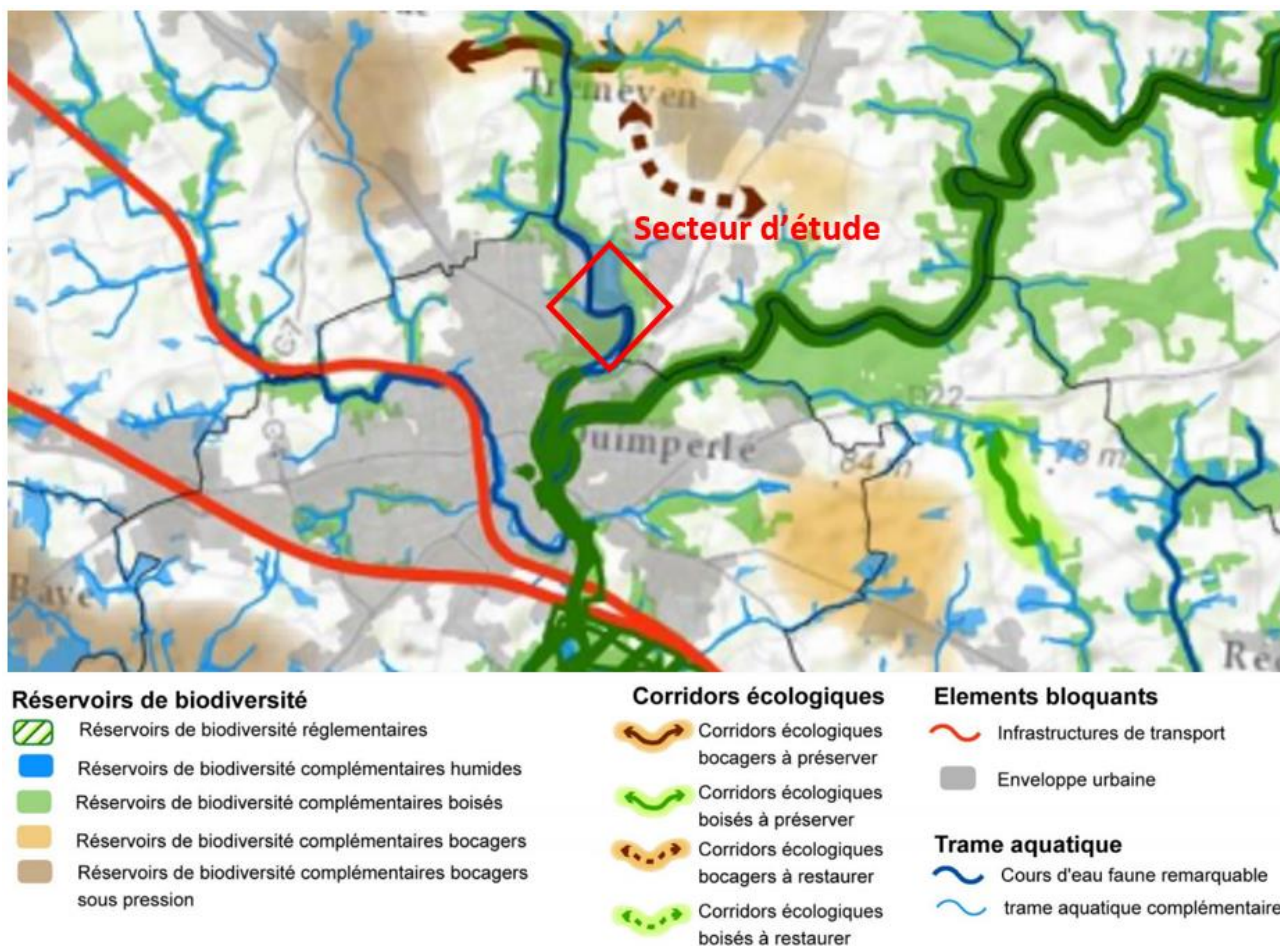 Trémeven
Secteur d'étude
Quimperlé
D22
84 m
78 m
Baye
Réservoirs de biodiversité
Réservoirs de biodiversité réglementaires
Réservoirs de biodiversité complémentaires humides
Réservoirs de biodiversité complémentaires boisés
Réservoirs de biodiversité complémentaires bocagers
Réservoirs de biodiversité complémentaires bocagers
sous pression
Corridors écologiques
Corridors écologiques
bocagers à préserver
Corridors écologiques
boisés à préserver
Corridors écologiques
bocagers à restaurer
Corridors écologiques
boisés à restaurer
Elements bloquants
Infrastructures de transport
Enveloppe urbaine
Trame aquatique
Cours d'eau faune remarquable
trame aquatique complémentaire